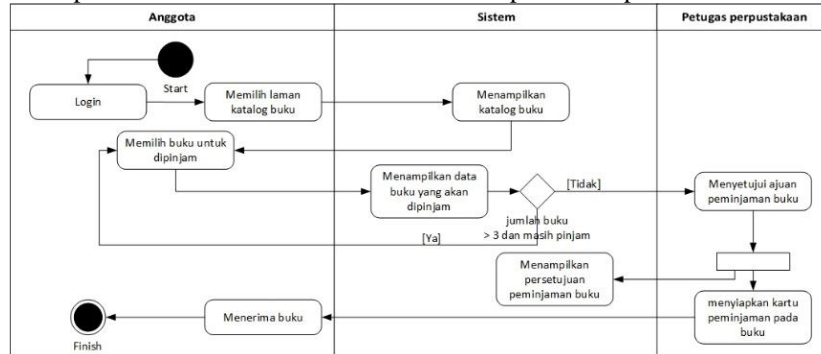 Anggota
Sistem
Petugas perpustakaan
Start
Login
Memilih laman
katalog buku
Menampilkan
katalog buku
Memilih buku untuk
dipinjam
Menampilkan data
buku yang akan
dipinjam
[Tidak]
Menyetujui ajuan
peminjaman buku
jumlah buku
> 3 dan masih pinjam
[Ya]
Menampilkan
persetujuan
peminjaman buku
menyiapkan kartu
peminjaman pada
buku
Menerima buku
Finish